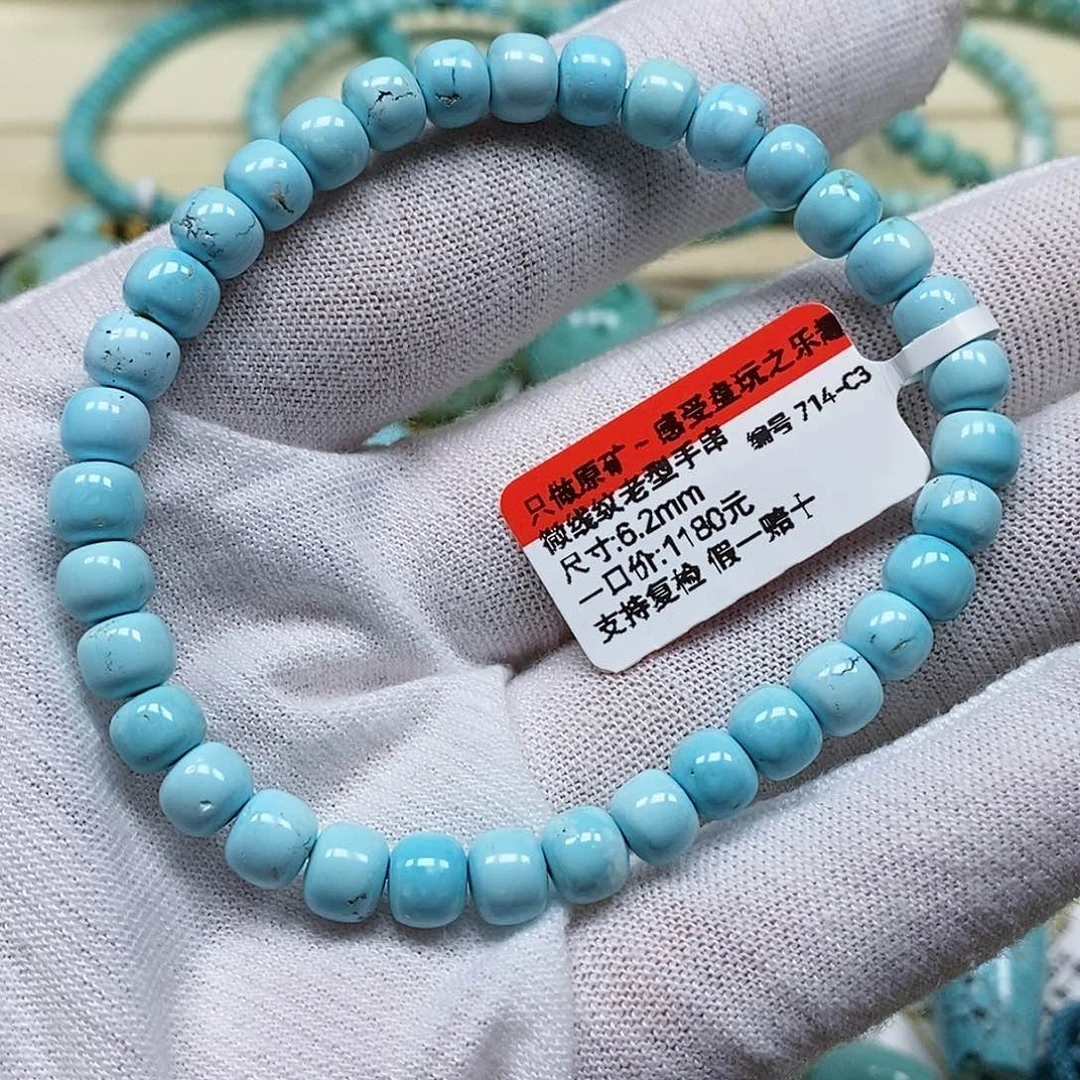 只做原矿~感受盘玩之乐趣
微线纹老型手串 编号 714-C3
尺寸:6.2mm
一口价:1180元
支持复检 假一赔十